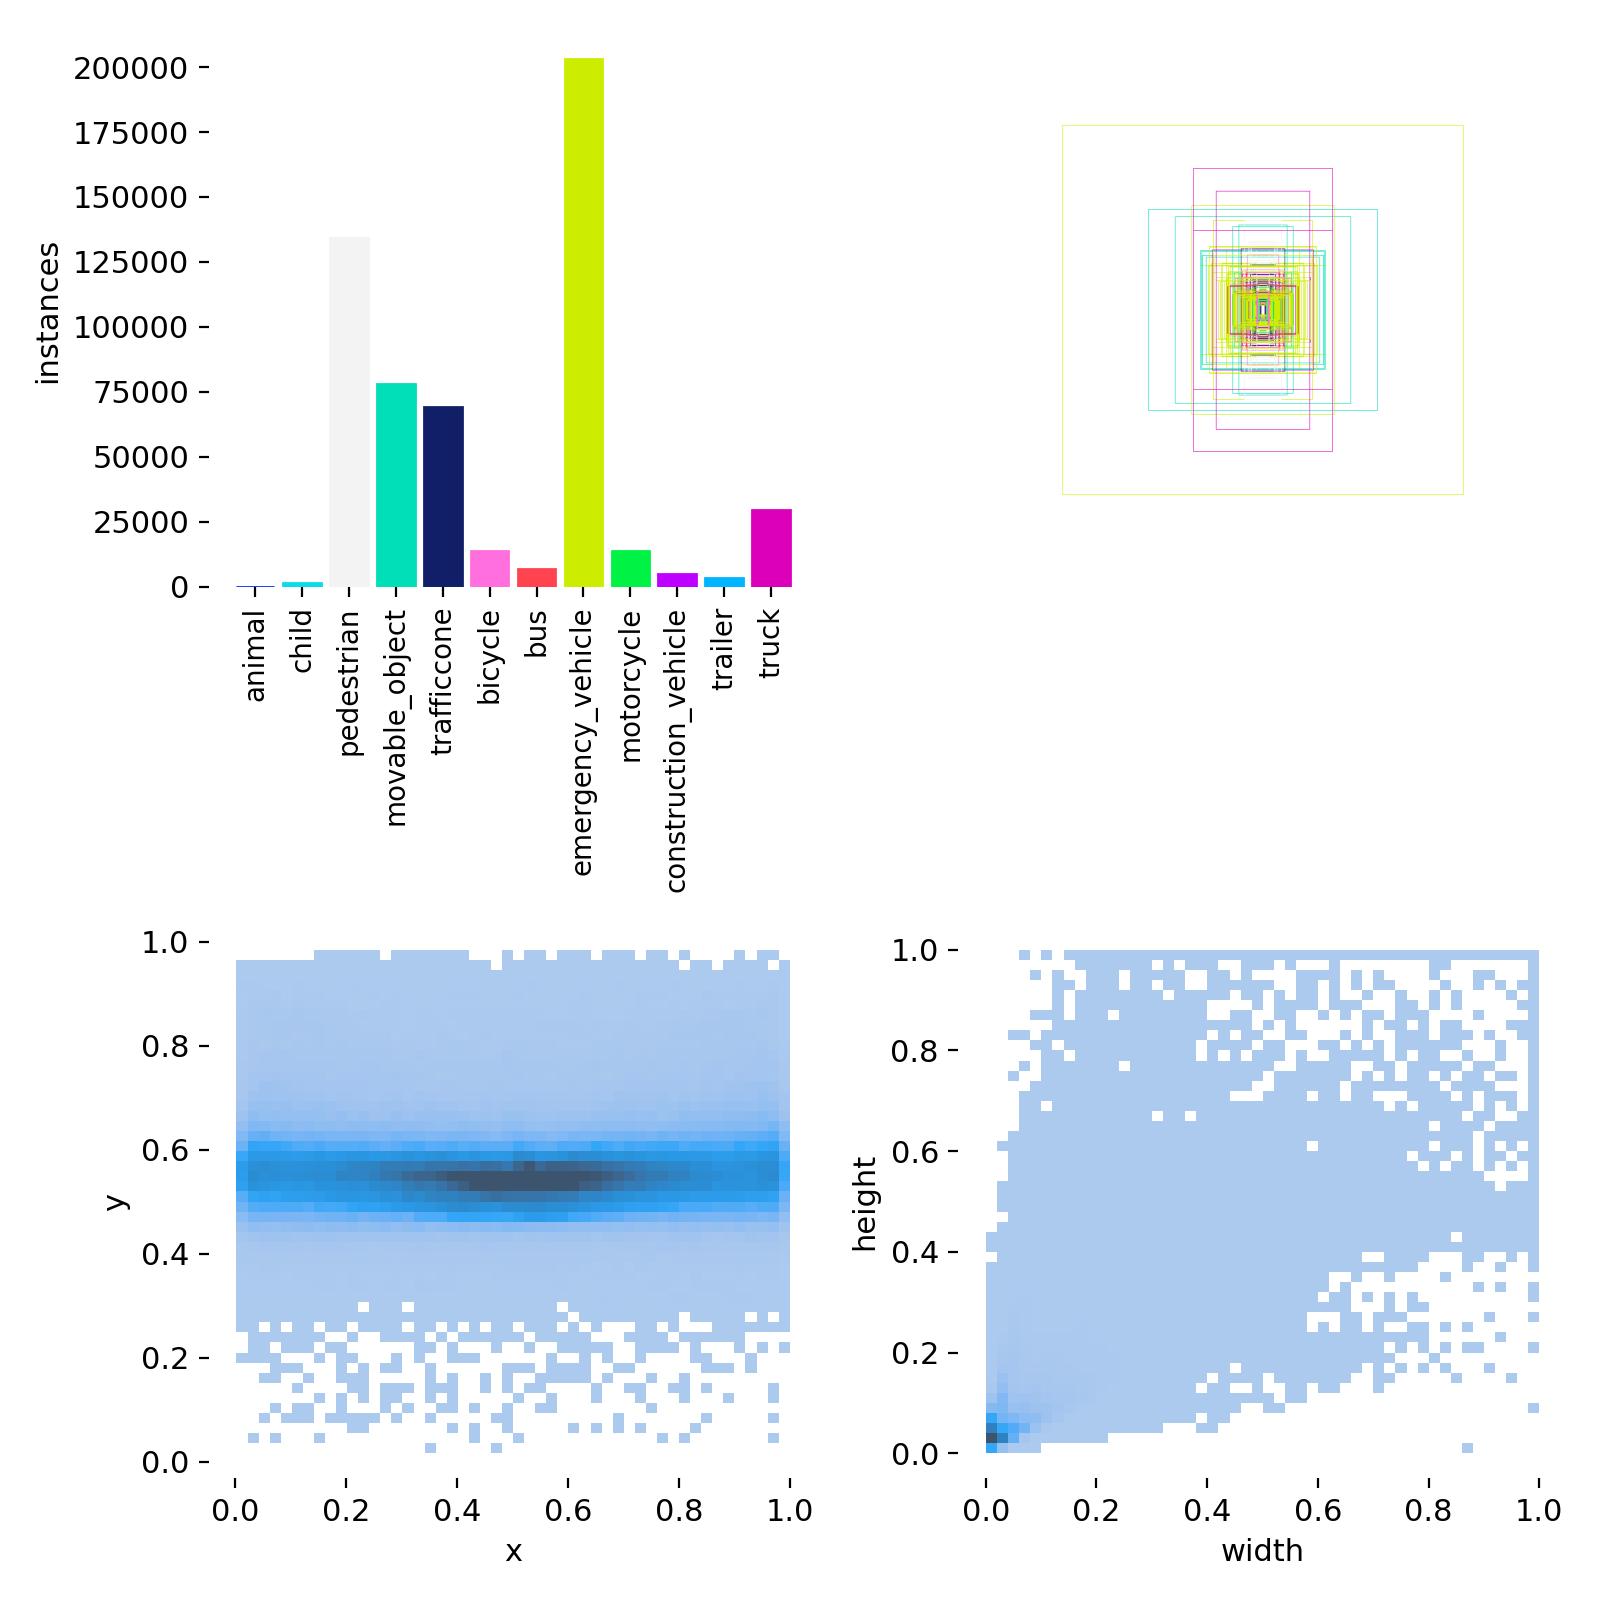 instances
200000
175000
150000
125000
100000
75000
50000
25000
0
animal
child
pedestrian
movable_object
trafficcone
bicycle
bus
emergency_vehicle
motorcycle
construction_vehicle
trailer
truck
y
1.0
0.8
0.6
0.4
0.2
0.0
0.0 0.2 0.4 0.6 0.8 1.0
x
height
1.0
0.8
0.6
0.4
0.2
0.0
0.0 0.2 0.4 0.6 0.8 1.0
width